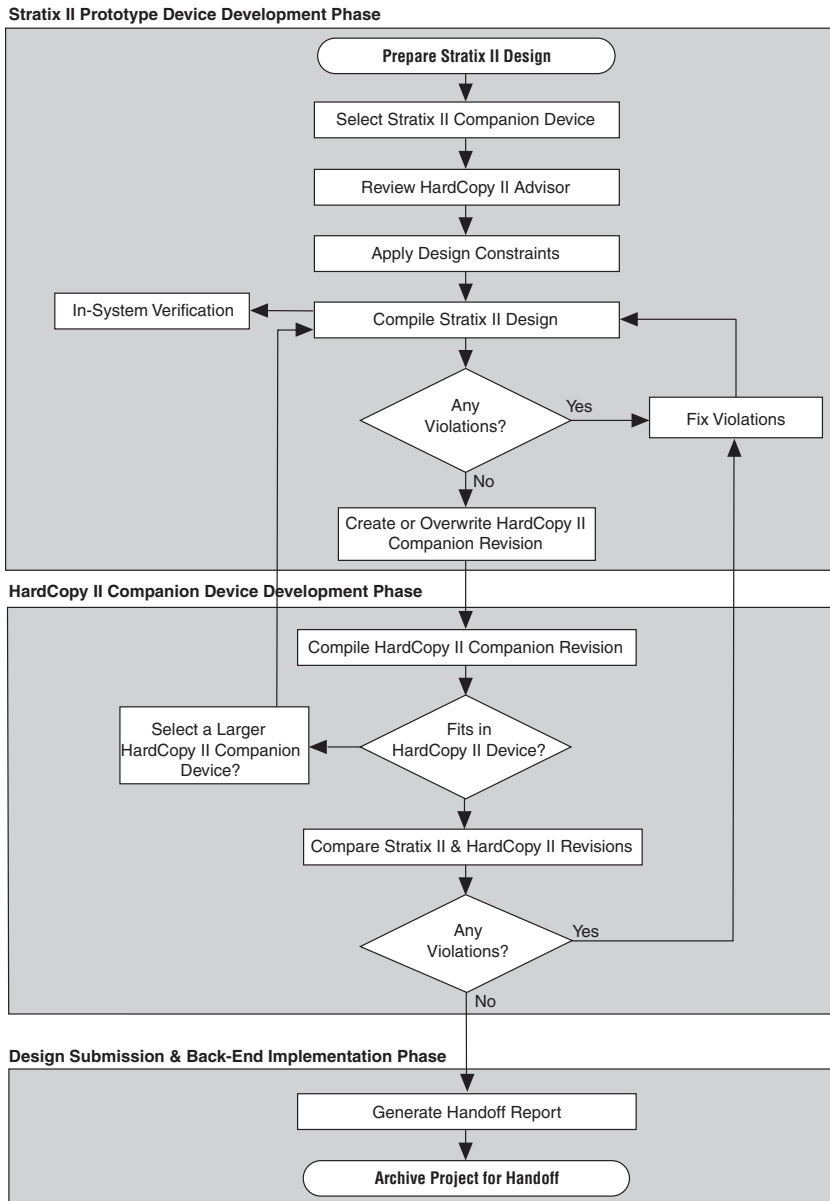 Stratix II Prototype Device Development Phase
Prepare Stratix II Design
Select Stratix II Companion Device
Review HardCopy II Advisor
Apply Design Constraints
In-System Verification
Compile Stratix II Design
Any
Violations?
Yes
Fix Violations
No
Create or Overwrite HardCopy II
Companion Revision
HardCopy II Companion Device Development Phase
Compile HardCopy II Companion Revision
Select a Larger
HardCopy II Companion
Device?
Fits in
HardCopy II Device?
Compare Stratix II & HardCopy II Revisions
Any
Violations?
Yes
No
Design Submission & Back-End Implementation Phase
Generate Handoff Report
Archive Project for Handoff